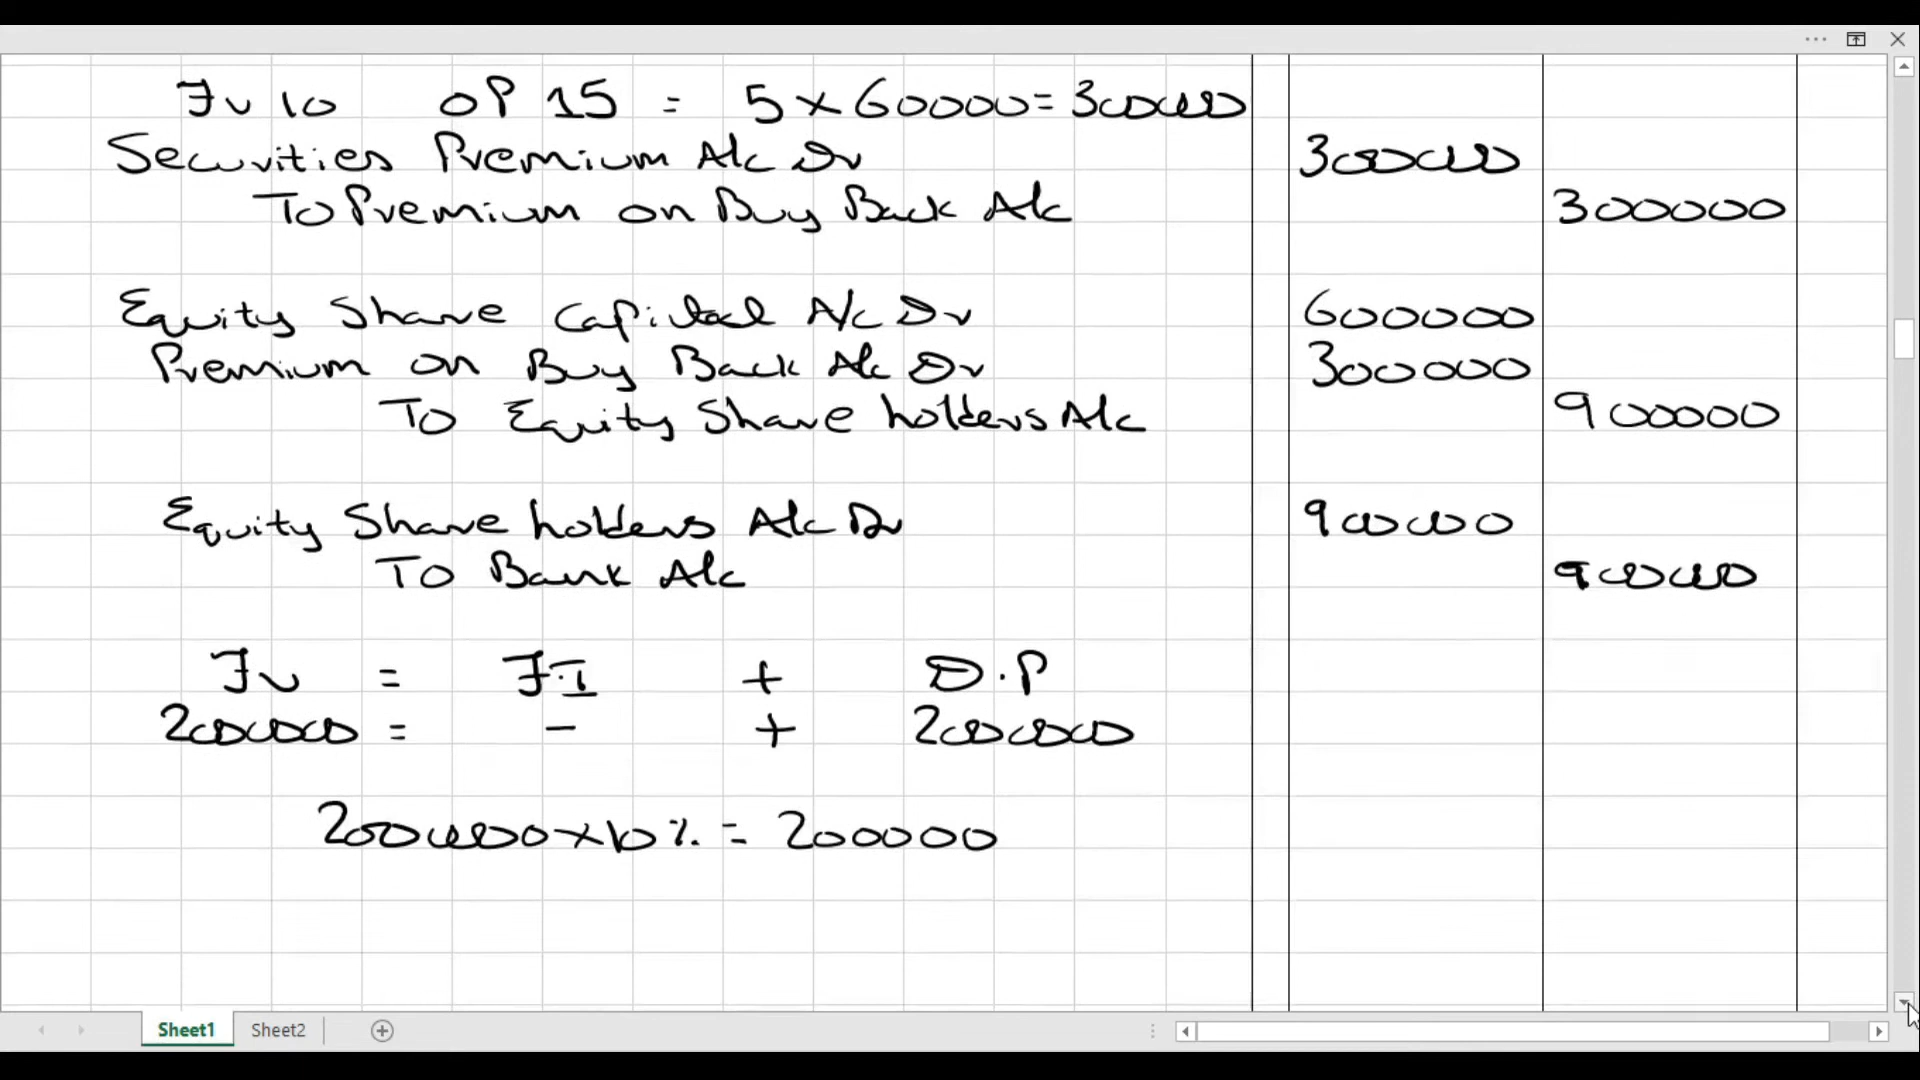 Fv 10 OP 15 = 5 x 60000 = 300000
Securities Premium A/c Dr 300000
To Premium on Buy Back A/c 300000
Equity Share Capital A/c Dr 600000
Premium on Buy Back A/c Dr 300000
To Equity Share holders A/c 900000
Equity Share holders A/c Dr 900000
To Bank A/c 900000
Fv = F.I + D.P
2000000 = - + 2000000
2000000 x 10% = 200000
Sheet1 Sheet2